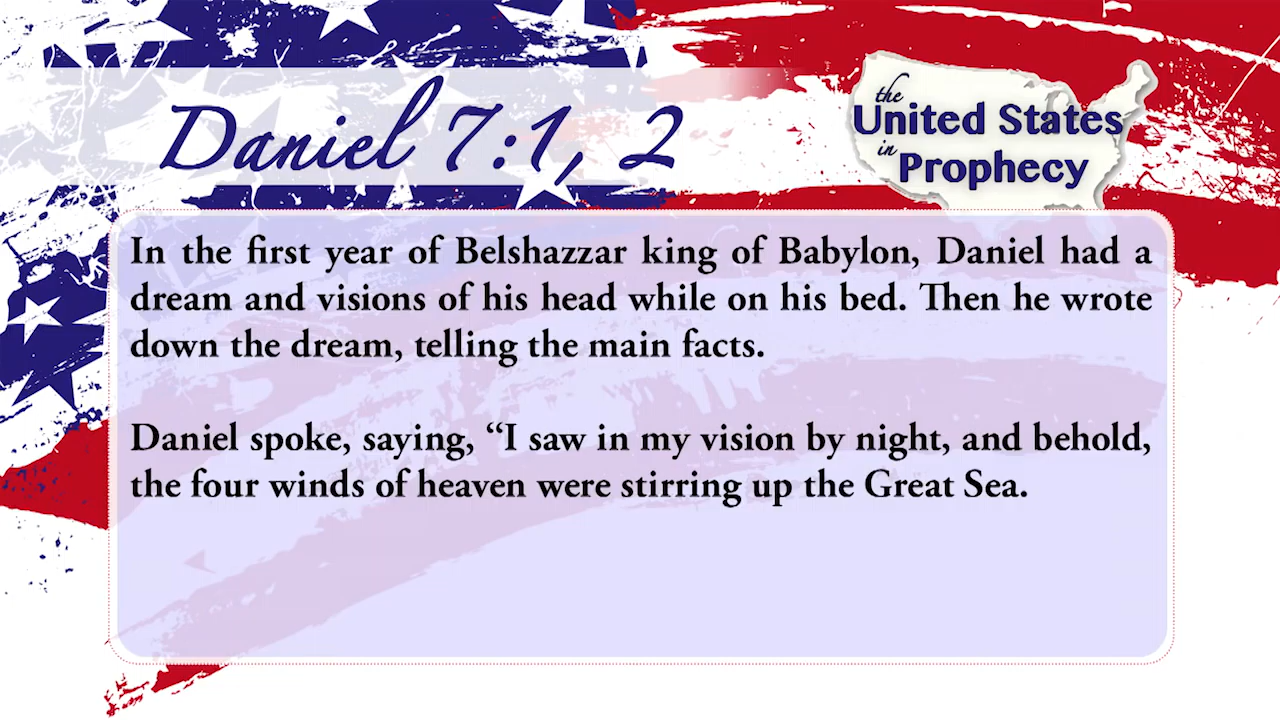 Daniel 7:1, 2
the
United States
in
Prophecy
In the first year of Belshazzar king of Babylon, Daniel had a
dream and visions of his head while on his bed. Then he wrote
down the dream, telling the main facts.
Daniel spoke, saying, “I saw in my vision by night, and behold,
the four winds of heaven were stirring up the Great Sea.